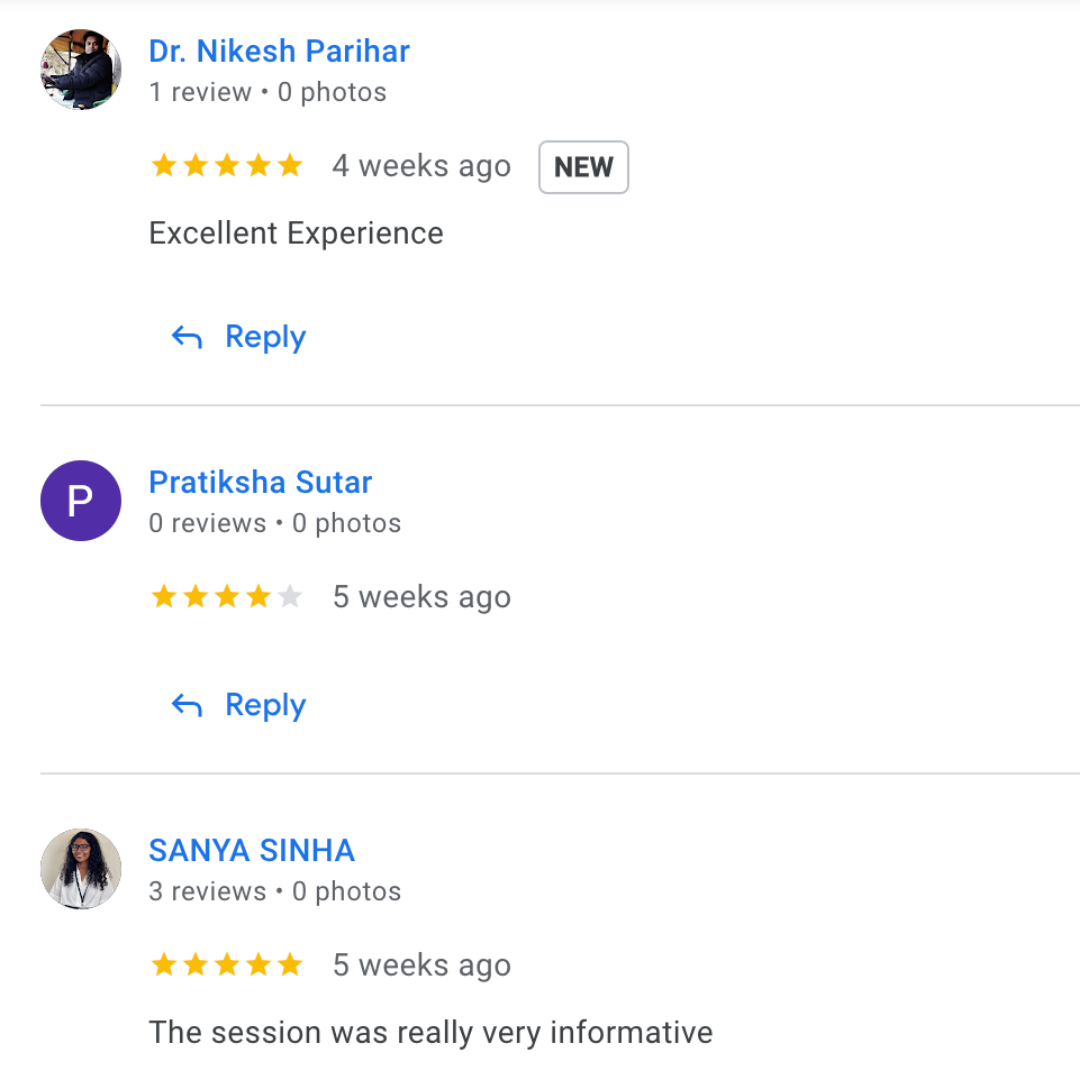 Dr. Nikesh Parihar
1 review • 0 photos
4 weeks ago NEW
Excellent Experience
Reply
P
Pratiksha Sutar
0 reviews • 0 photos
5 weeks ago
Reply
SANYA SINHA
3 reviews • 0 photos
5 weeks ago
The session was really very informative